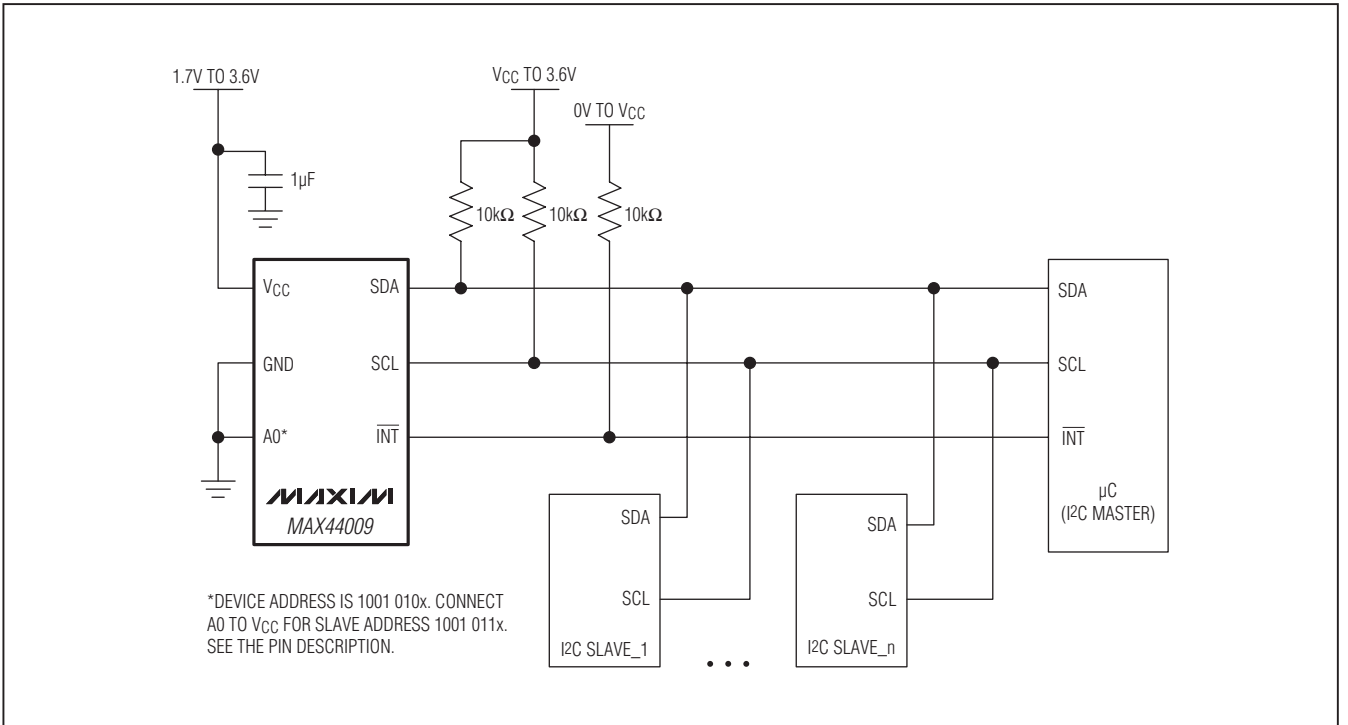 1.7V TO 3.6V
VCC TO 3.6V
0V TO VCC
1µF
10kΩ
10kΩ
10kΩ
VCC
SDA
GND
SCL
A0*
INT
MAXIM
MAX44009
SDA
SCL
INT
µC
(I2C MASTER)
SDA
SCL
I2C SLAVE_1
• • •
SDA
SCL
I2C SLAVE_n
*DEVICE ADDRESS IS 1001 010x. CONNECT
A0 TO VCC FOR SLAVE ADDRESS 1001 011x.
SEE THE PIN DESCRIPTION.